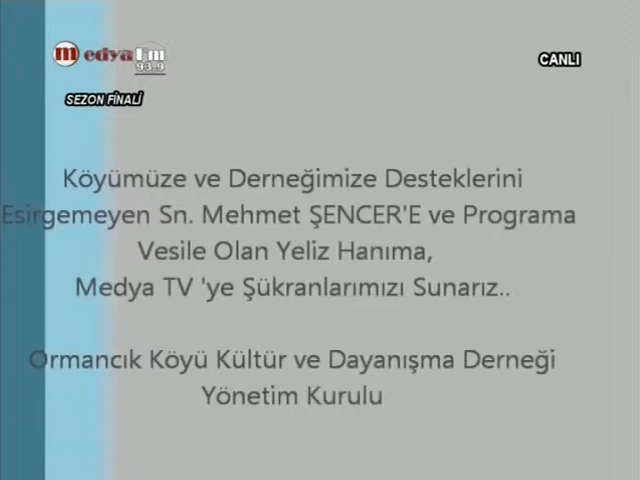 Medya Fm
93.9
CANLI
SEZON FİNALİ
Köyümüze ve Derneğimize Desteklerini
Esirgemeyen Sn. Mehmet ŞENCER'E ve Programa
Vesile Olan Yeliz Hanıma,
Medya TV 'ye Şükranlarımızı Sunarız..
Ormancık Köyü Kültür ve Dayanışma Derneği
Yönetim Kurulu